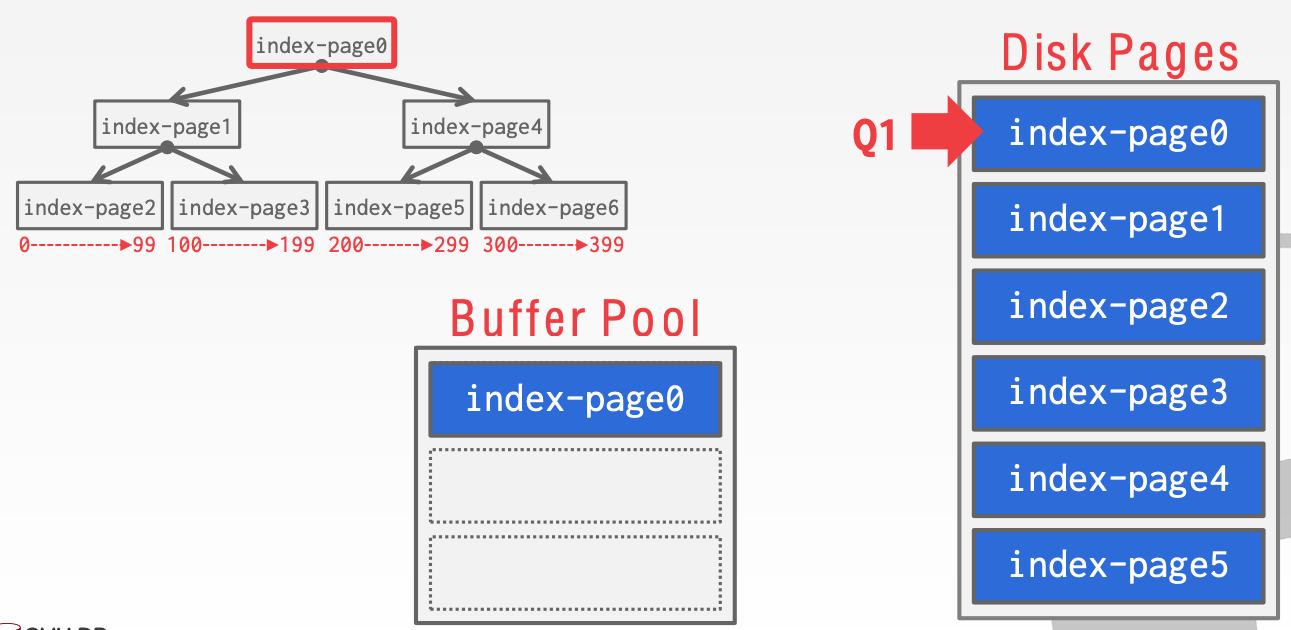 index-page0
index-page1
index-page4
index-page2
index-page3
index-page5
index-page6
0 99
100 199
200 299
300 399
Buffer Pool
index-page0
Disk Pages
Q1
index-page0
index-page1
index-page2
index-page3
index-page4
index-page5